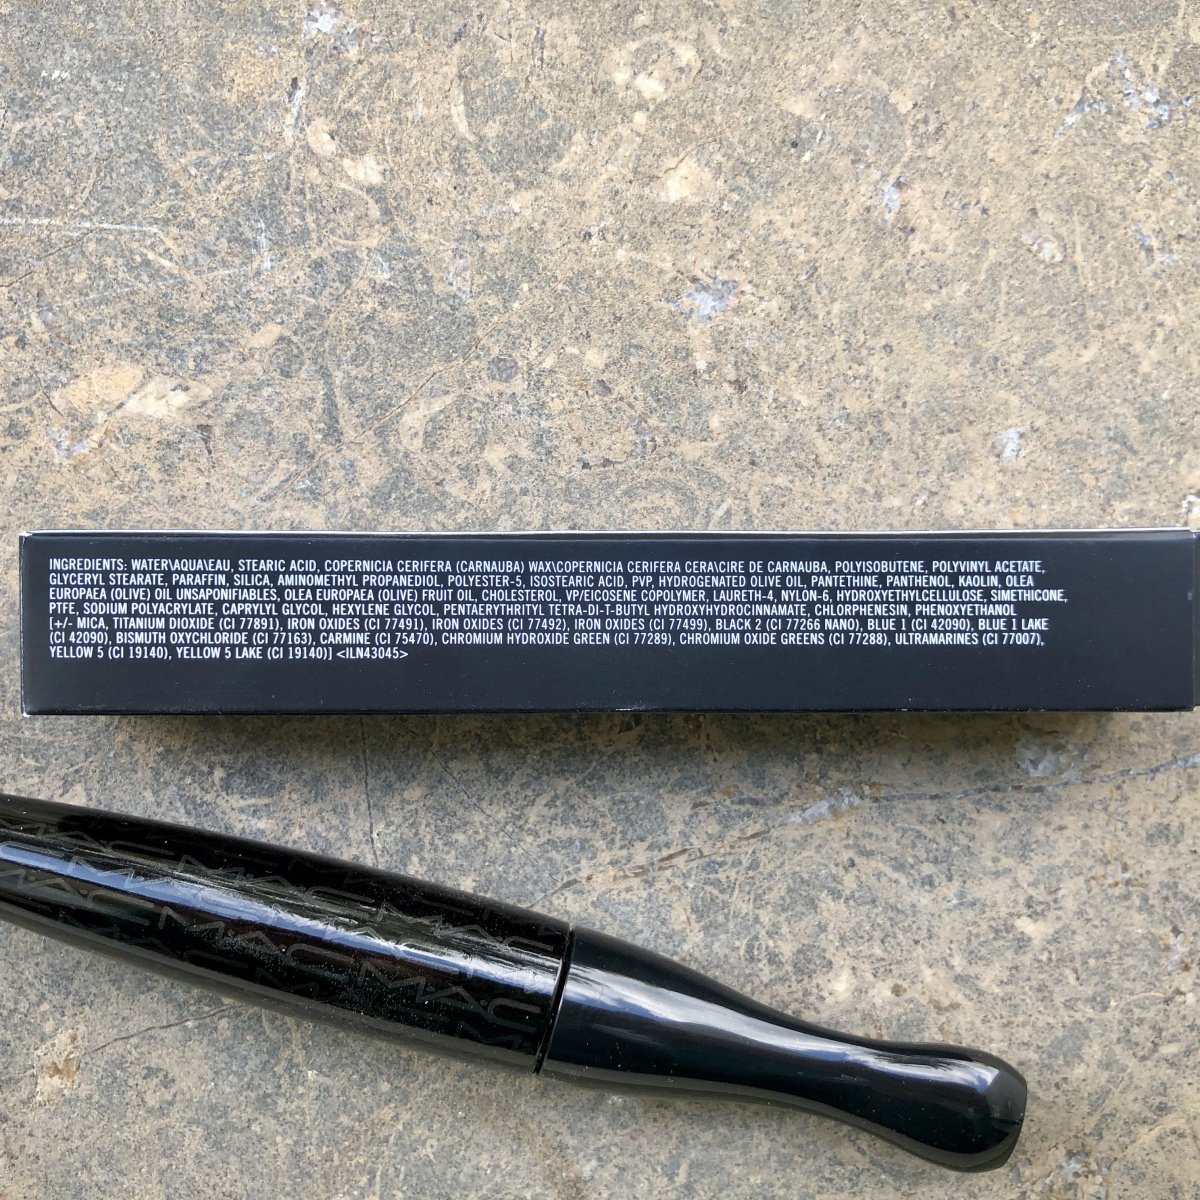 INGREDIENTS: WATER\AQUA\EAU, STEARIC ACID, COPERNICIA CERIFERA (CARNAUBA) WAX\COPERNICIA CERIFERA CERA\CIRE DE CARNAUBA, POLYISOBUTENE, POLYVINYL ACETATE,
GLYCERYL STEARATE, PARAFFIN, SILICA, AMINOMETHYL PROPANEDIOL, POLYESTER-5, ISOSTEARIC ACID, PVP, HYDROGENATED OLIVE OIL, PANTETHINE, PANTHENOL, KAOLIN, OLEA
EUROPAEA (OLIVE) OIL UNSAPONIFIABLES, OLEA EUROPAEA (OLIVE) FRUIT OIL, CHOLESTEROL, VP/EICOSENE COPOLYMER, LAURETH-4, NYLON-6, HYDROXYETHYLCELLULOSE, SIMETHICONE,
PTFE, SODIUM POLYACRYLATE, CAPRYLYL GLYCOL, HEXYLENE GLYCOL, PENTAERYTHRITYL TETRA-DI-T-BUTYL HYDROXYHYDROCINNAMATE, CHLORPHENESIN, PHENOXYETHANOL
[+/- MICA, TITANIUM DIOXIDE (CI 77891), IRON OXIDES (CI 77491), IRON OXIDES (CI 77492), IRON OXIDES (CI 77499), BLACK 2 (CI 77266 NANO), BLUE 1 (CI 42090), BLUE 1 LAKE
(CI 42090), BISMUTH OXYCHLORIDE (CI 77163), CARMINE (CI 75470), CHROMIUM HYDROXIDE GREEN (CI 77289), CHROMIUM OXIDE GREENS (CI 77288), ULTRAMARINES (CI 77007),
YELLOW 5 (CI 19140), YELLOW 5 LAKE (CI 19140)] <ILN43045>
M·A·C M·A·C M·A·C